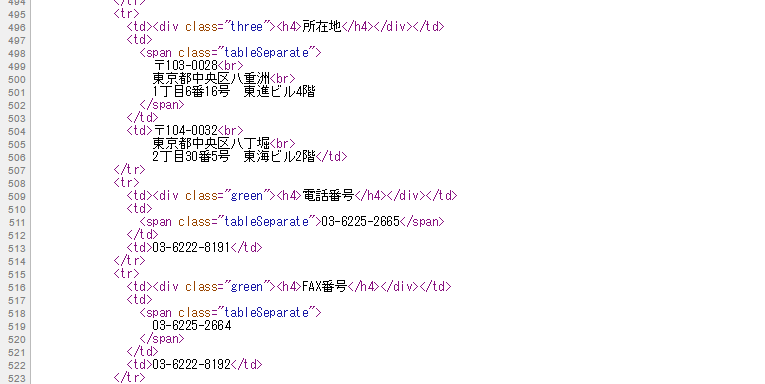 494 </tr>
495 <tr>
496 <td><div class="three"><h4>所在地</h4></div></td>
497 <td>
498 <span class="tableSeparate">
499 〒103-0028<br>
500 東京都中央区八重洲<br>
501 1丁目6番16号　東進ビル4階
502 </span>
503 </td>
504 <td>〒104-0032<br>
505 東京都中央区八丁堀<br>
506 2丁目30番5号　東海ビル2階</td>
507 </tr>
508 <tr>
509 <td><div class="green"><h4>電話番号</h4></div></td>
510 <td>
511 <span class="tableSeparate">03-6225-2665</span>
512 </td>
513 <td>03-6222-8191</td>
514 </tr>
515 <tr>
516 <td><div class="green"><h4>FAX番号</h4></div></td>
517 <td>
518 <span class="tableSeparate">
519 03-6225-2664
520 </span>
521 </td>
522 <td>03-6222-8192</td>
523 </tr>